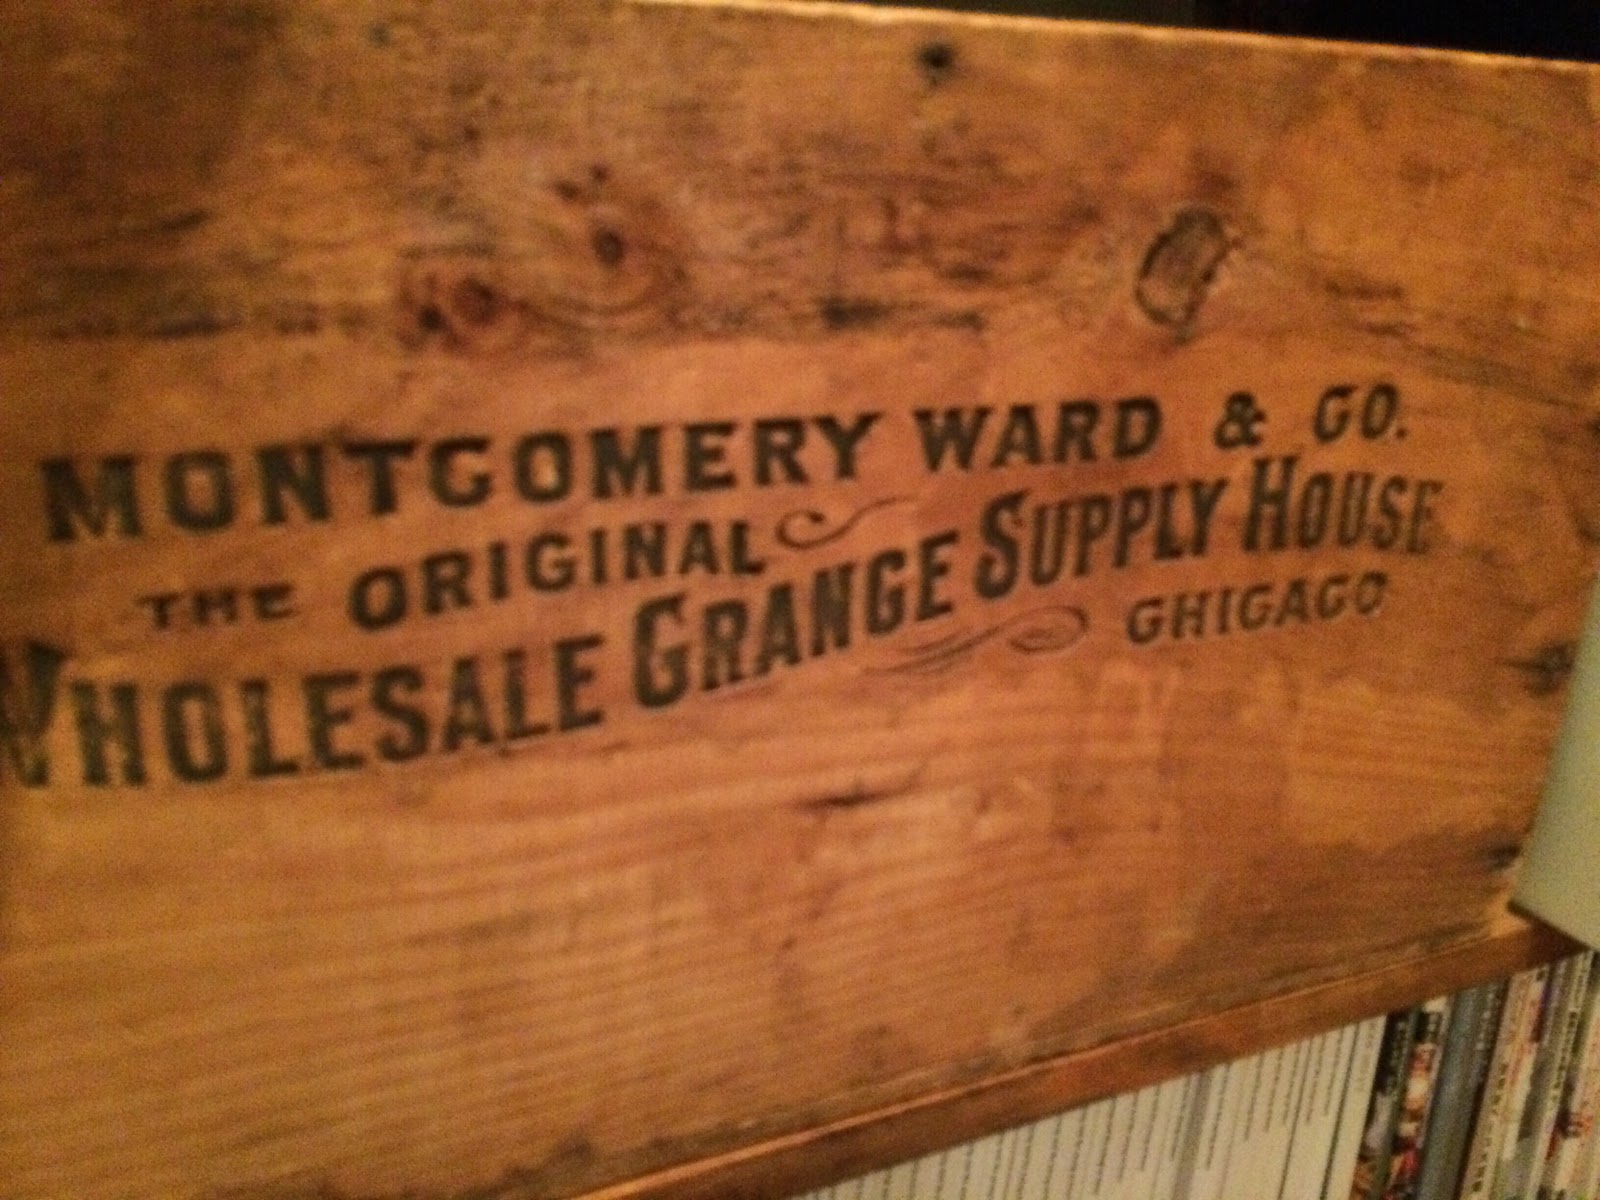 MONTGOMERY WARD & CO.
THE ORIGINAL
WHOLESALE GRANGE SUPPLY HOUSE
CHICAGO